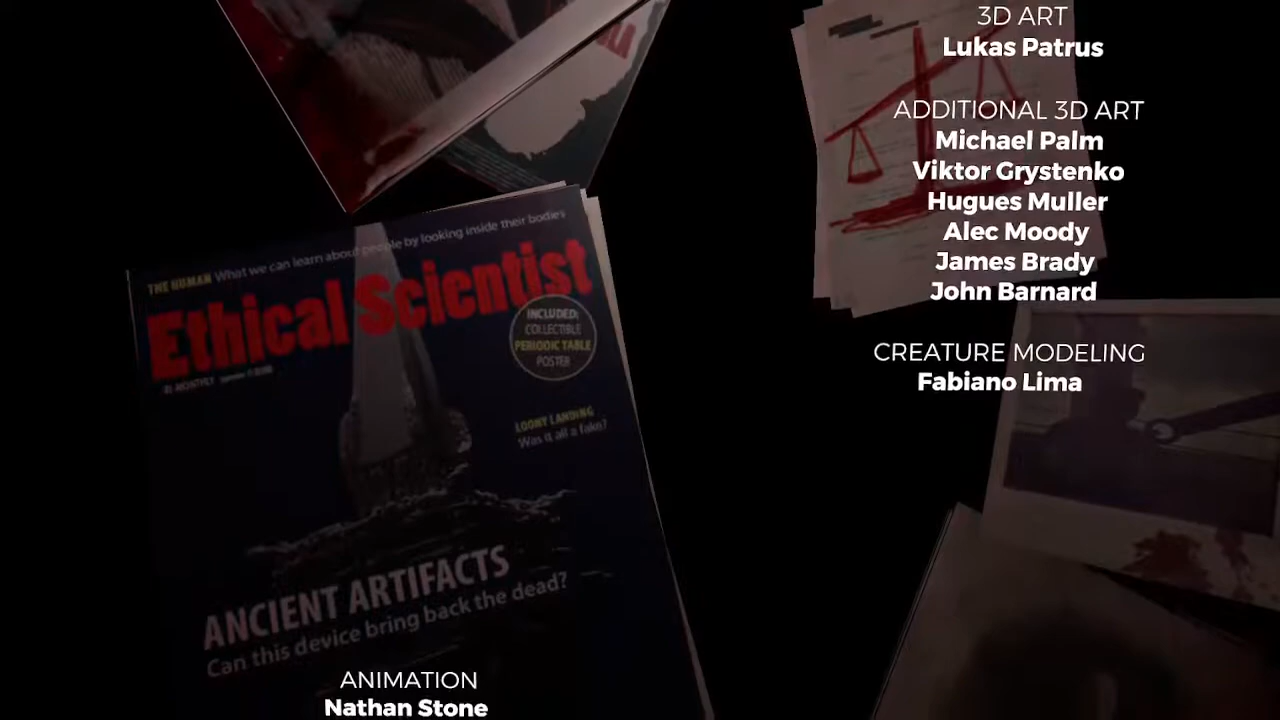 3D ART
Lukas Patrus
ADDITIONAL 3D ART
Michael Palm
Viktor Grystenko
Hugues Muller
Alec Moody
James Brady
John Barnard
CREATURE MODELING
Fabiano Lima
THE HUMAN What we can learn about people by looking inside their bodies
Ethical Scientist
INCLUDED:
COLLECTIBLE
PERIODIC TABLE
POSTER
LOONY LANDING
Was it all a fake?
ANCIENT ARTIFACTS
Can this device bring back the dead?
ANIMATION
Nathan Stone